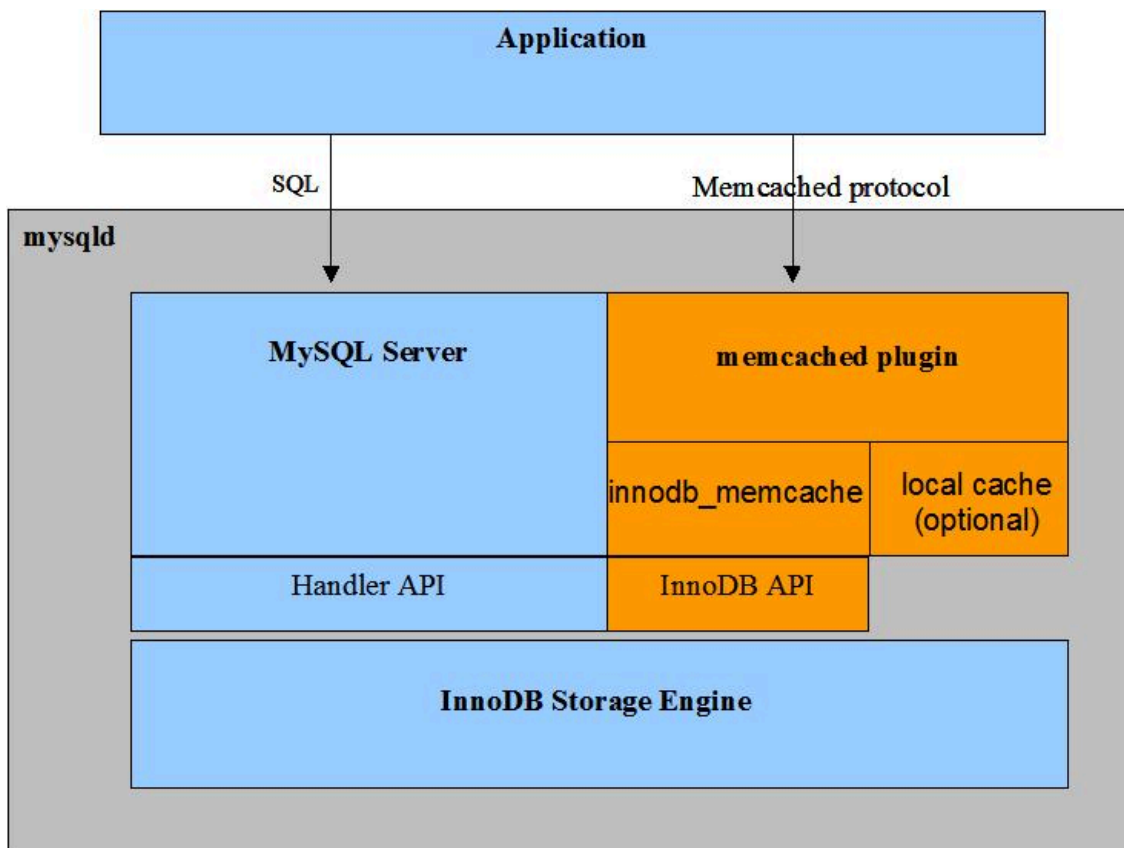 Application
SQL
Memcached protocol
mysqld
MySQL Server
memcached plugin
innodb_memcache
local cache
(optional)
Handler API
InnoDB API
InnoDB Storage Engine